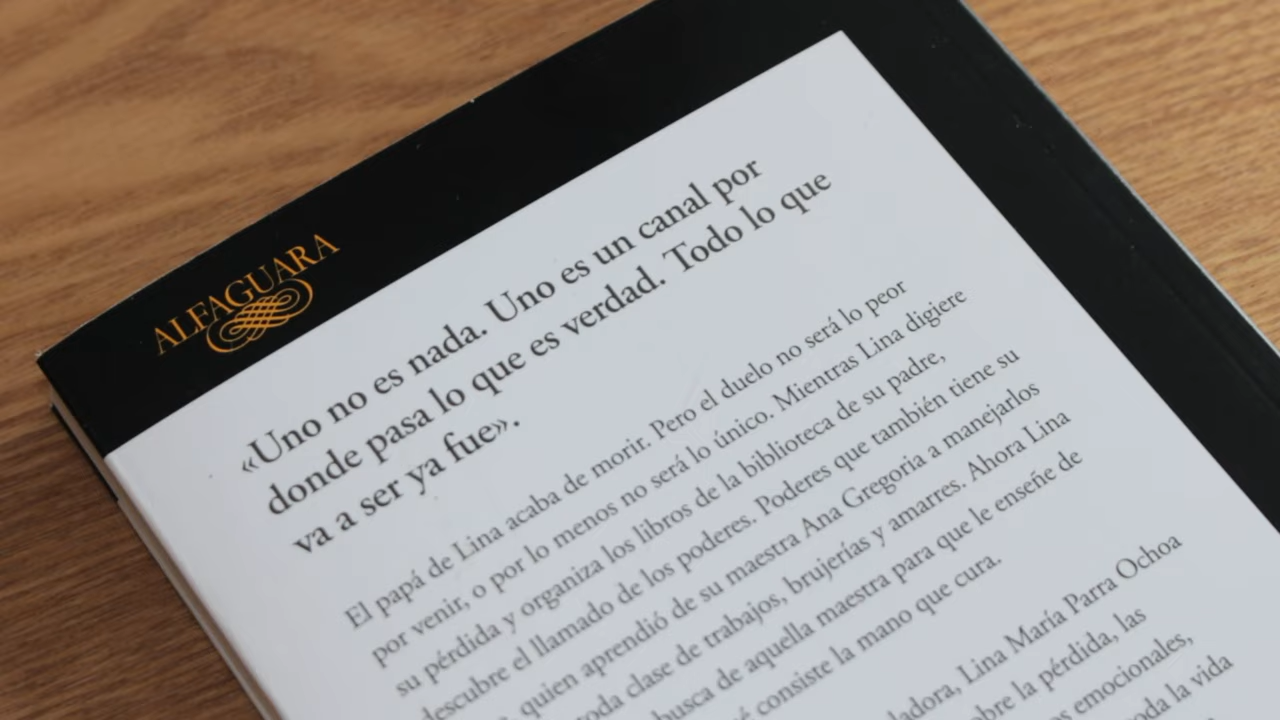 ALFAGUARA
«Uno no es nada. Uno es un canal por
donde pasa lo que es verdad. Todo lo que
va a ser ya fue».
El papá de Lina acaba de morir. Pero el duelo no será lo peor
por venir, o por lo menos no será lo único. Mientras Lina digiere
su pérdida y organiza los libros de la biblioteca de su padre,
descubre el llamado de los poderes. Poderes que también tiene su
quien aprendió de su maestra Ana Gregoria a manejarlos
toda clase de trabajos, brujerías y amarres. Ahora Lina
busca de aquella maestra para que le enseñe de
consiste la mano que cura.
Lina María Parra Ochoa
la pérdida, las
emocionales,
la vida